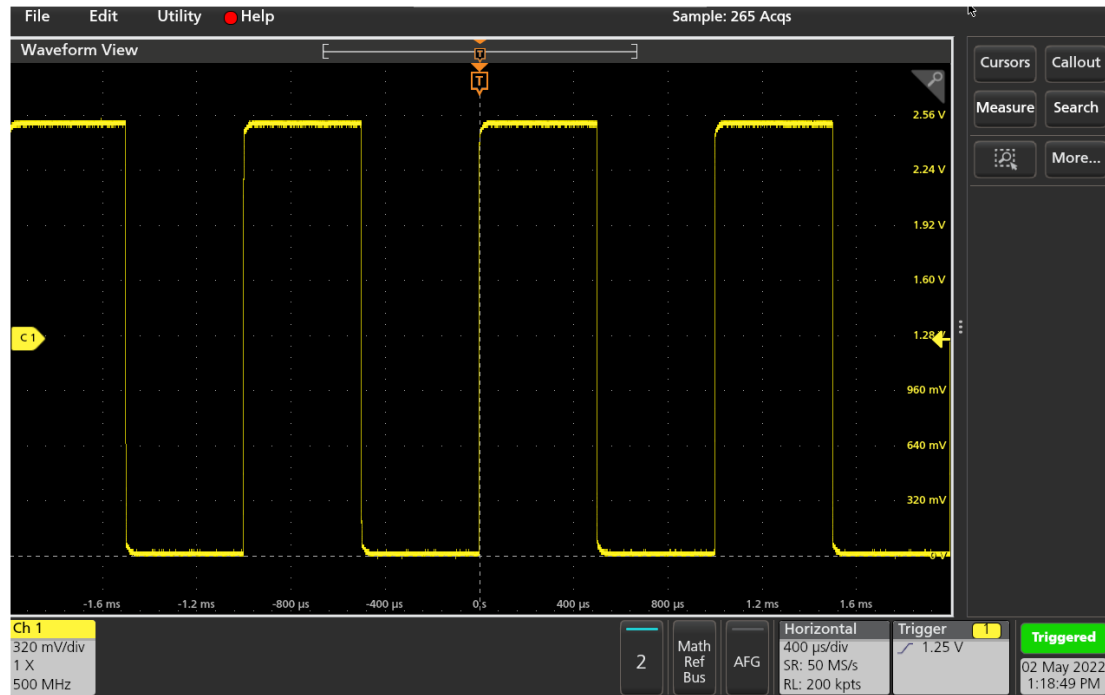 File Edit Utility Help Sample: 265 Acqs
Waveform View
T
T
Cursors Callout
Measure Search
More...
2.56 V
2.24 V
1.92 V
1.60 V
C 1
1.28 V
960 mV
640 mV
320 mV
0 V
-1.6 ms -1.2 ms -800 µs -400 µs 0 s 400 µs 800 µs 1.2 ms 1.6 ms
Ch 1
320 mV/div
1 X
500 MHz
2
Math
Ref
Bus
AFG
Horizontal
400 µs/div
SR: 50 MS/s
RL: 200 kpts
Trigger 1
1.25 V
Triggered
02 May 2022
1:18:49 PM